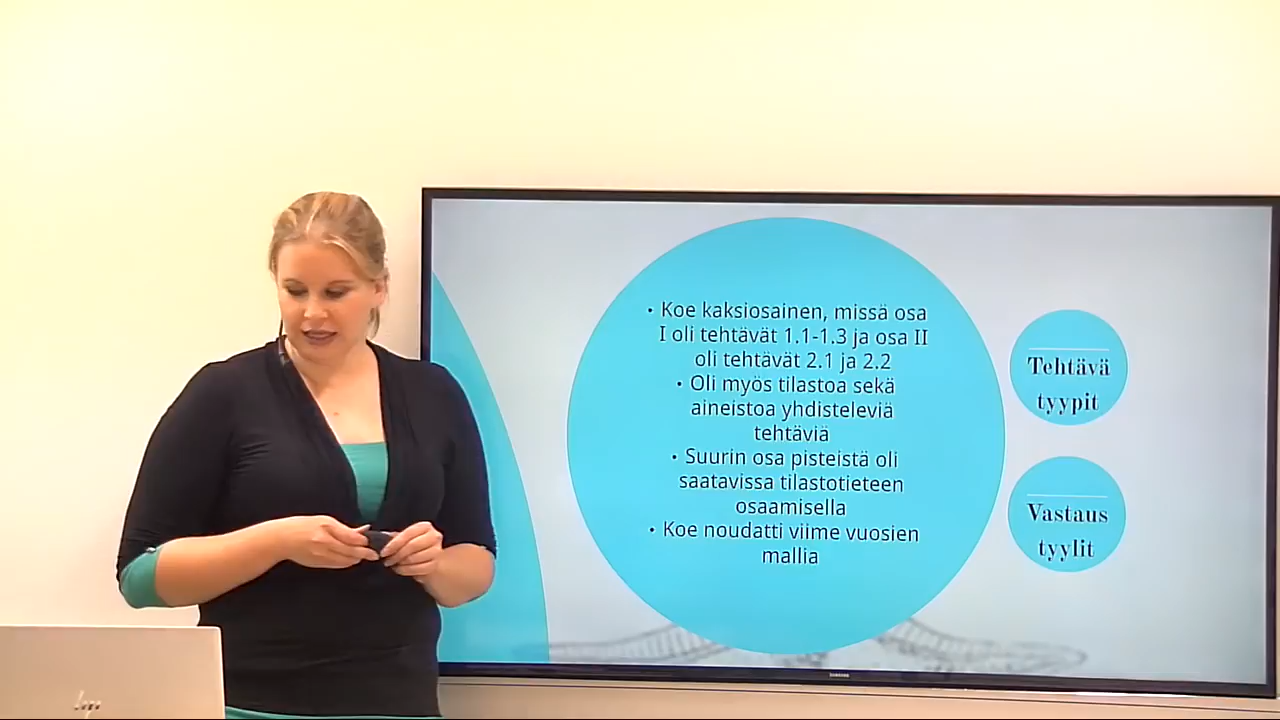 • Koe kaksiosainen, missä osa
I oli tehtävät 1.1-1.3 ja osa II
oli tehtävät 2.1 ja 2.2
• Oli myös tilastoa sekä
aineistoa yhdisteleviä
tehtäviä
• Suurin osa pisteistä oli
saatavissa tilastotieteen
osaamisella
• Koe noudatti viime vuosien
mallia
Tehtävä
tyypit
Vastaus
tyylit
SAMSUNG
hp